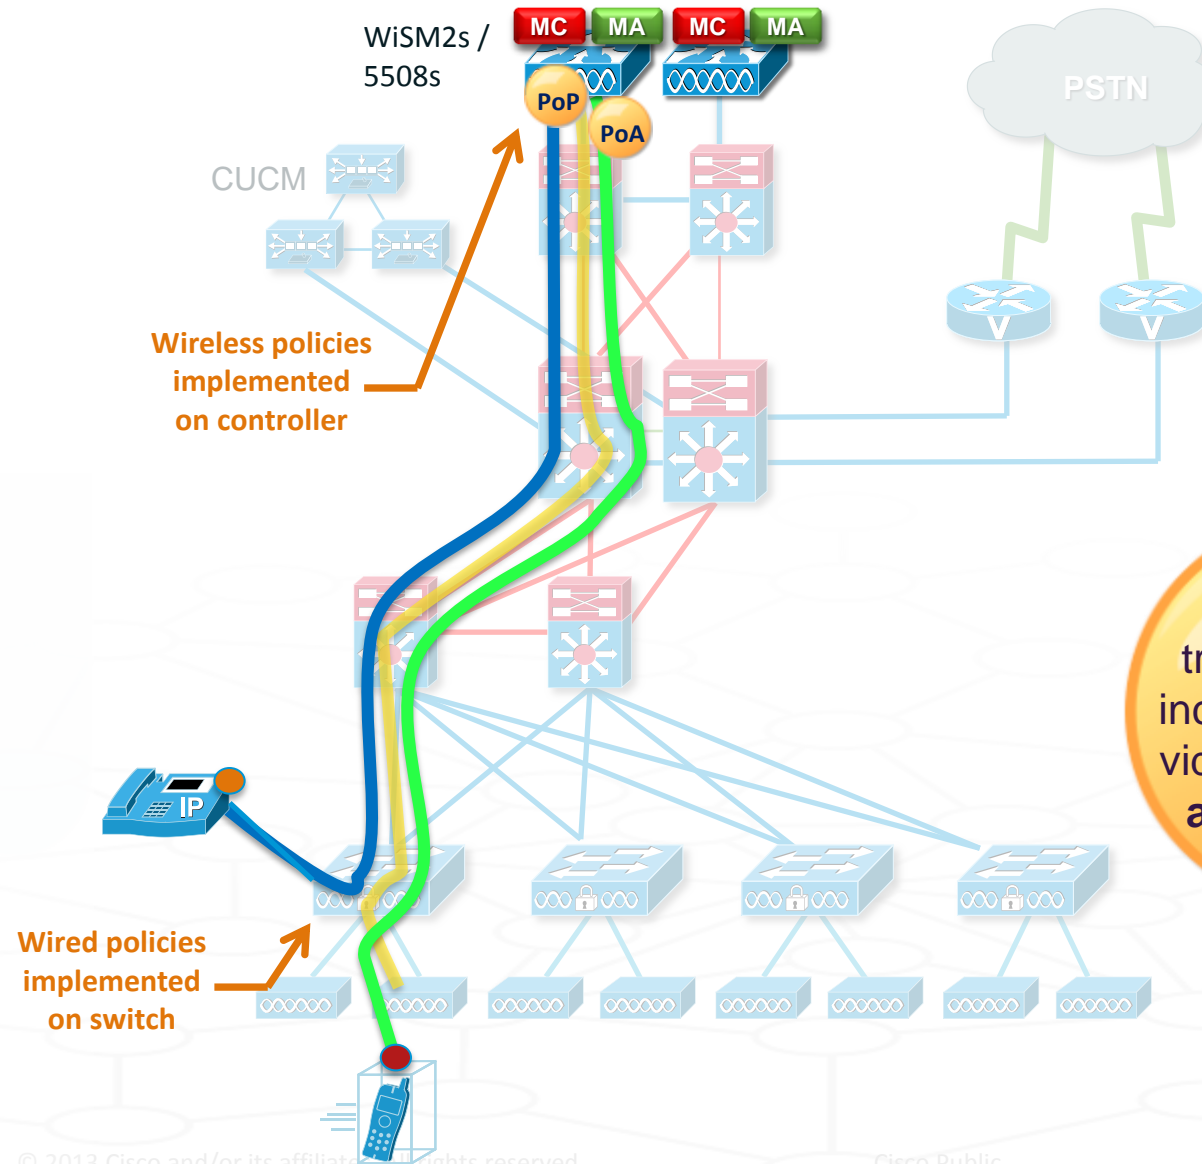 WiSM2s /
5508s
MC
MA
MC
MA
PoP
PoA
PSTN
CUCM
Wireless policies
implemented
on controller
V
V
IP
Wired policies
implemented
on switch
© 2013 Cisco and/or its affiliates. All rights reserved.
Cisco Public